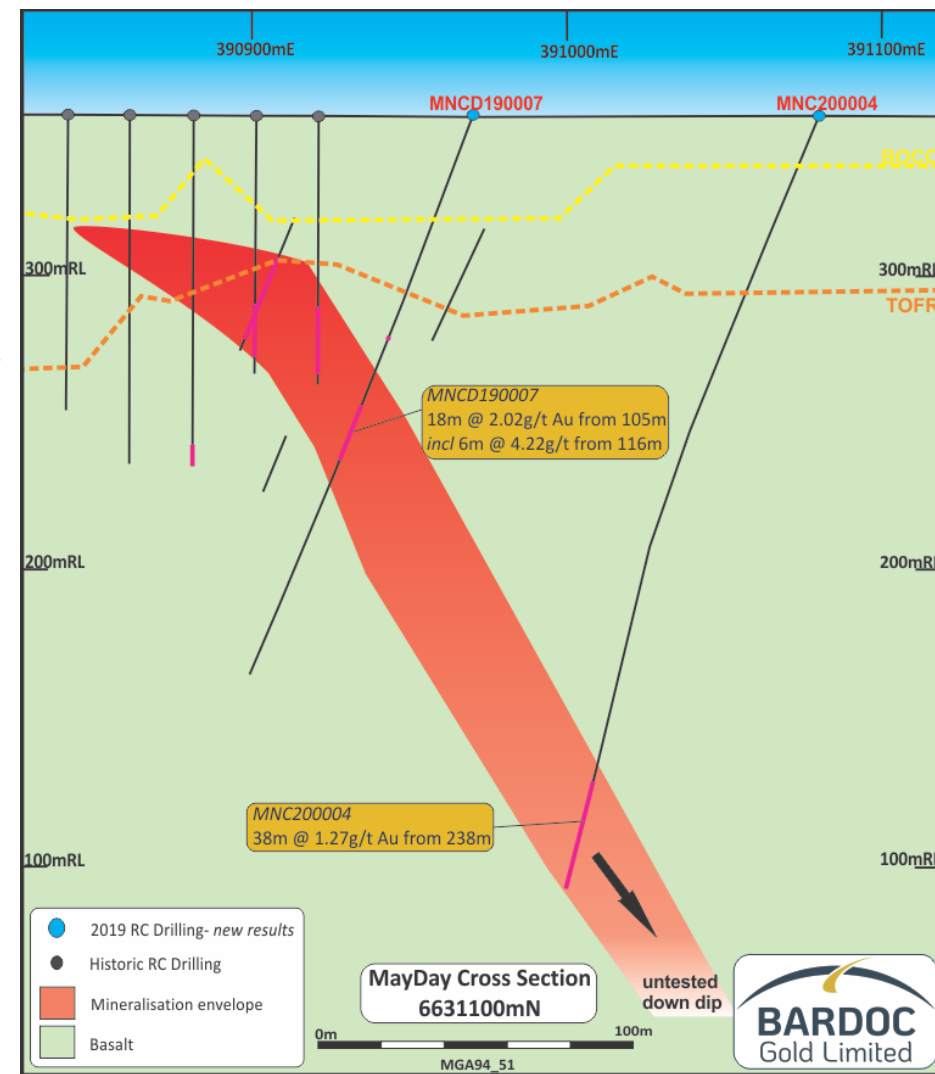 390900mE
391000mE
391100mE
MNCD190007
MNC200004
BOCO
300mRL
300mRL
TOFR
MNCD190007
18m @ 2.02g/t Au from 105m
incl 6m @ 4.22g/t from 116m
200mRL
200mRL
MNC200004
38m @ 1.27g/t Au from 238m
100mRL
100mRL
2019 RC Drilling- new results
Historic RC Drilling
Mineralisation envelope
Basalt
MayDay Cross Section
6631100mN
0m
100m
MGA94_51
untested
down dip
BARDOC
Gold Limited